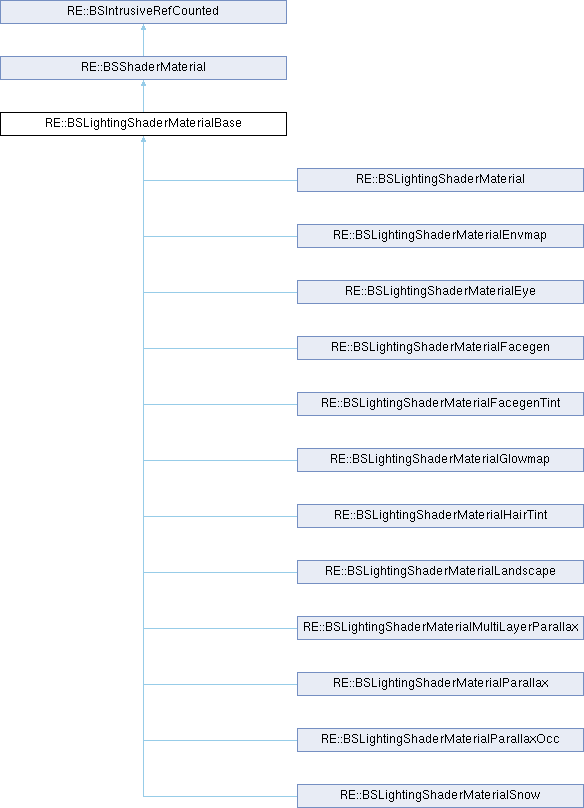 RE::BSIntrusiveRefCounted
RE::BSShaderMaterial
RE::BSLightingShaderMaterialBase
RE::BSLightingShaderMaterial
RE::BSLightingShaderMaterialEnvmap
RE::BSLightingShaderMaterialEye
RE::BSLightingShaderMaterialFacegen
RE::BSLightingShaderMaterialFacegenTint
RE::BSLightingShaderMaterialGlowmap
RE::BSLightingShaderMaterialHairTint
RE::BSLightingShaderMaterialLandscape
RE::BSLightingShaderMaterialMultiLayerParallax
RE::BSLightingShaderMaterialParallax
RE::BSLightingShaderMaterialParallaxOcc
RE::BSLightingShaderMaterialSnow